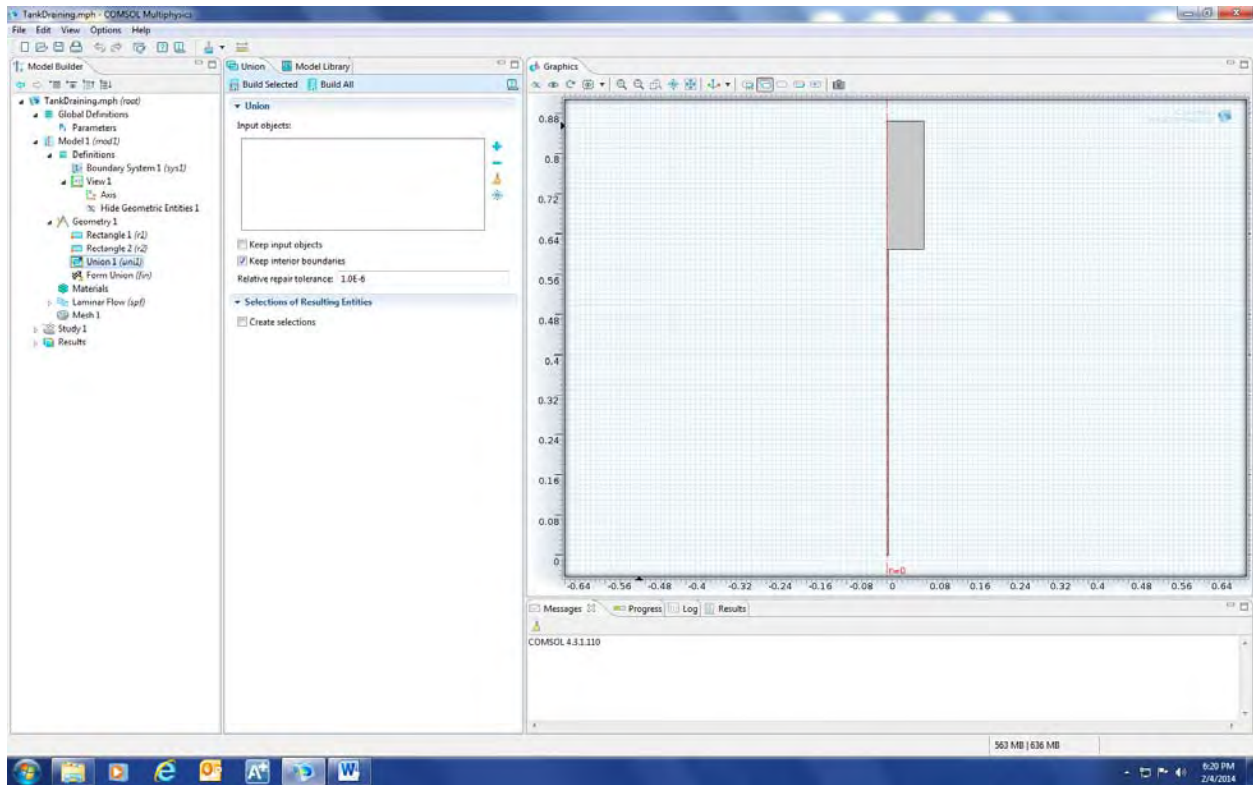 TankDraining.mph - COMSOL Multiphysics
File Edit View Options Help
Model Builder
TankDraining.mph (root)
Global Definitions
Parameters
Model 1 (mod1)
Definitions
Boundary System 1 (sys1)
View 1
Axis
Hide Geometric Entities 1
Geometry 1
Rectangle 1 (r1)
Rectangle 2 (r2)
Union 1 (uni1)
Form Union (fin)
Materials
Laminar Flow (spf)
Mesh 1
Study 1
Results
Union Model Library
Build Selected Build All
Union
Input objects:
Keep input objects
Keep interior boundaries
Relative repair tolerance: 1.0E-6
Selections of Resulting Entities
Create selections
Graphics
0.88
0.8
0.72
0.64
0.56
0.48
0.4
0.32
0.24
0.16
0.08
0
r=0
-0.64 -0.56 -0.48 -0.4 -0.32 -0.24 -0.16 -0.08 0 0.08 0.16 0.24 0.32 0.4 0.48 0.56 0.64
Messages Progress Log Results
COMSOL 4.3.1.110
563 MB | 636 MB
6:20 PM
2/4/2014